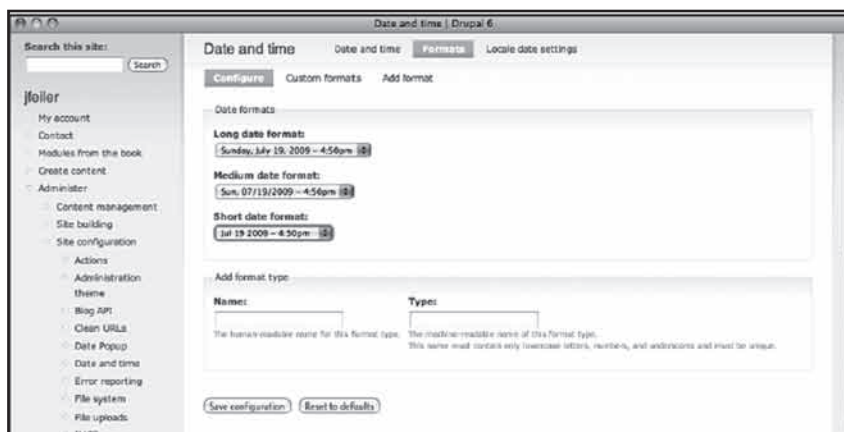 Date and time | Drupal 6
Search this site:
Search
jfoiler
My account
Contact
Modules from the book
Create content
Administer
Content management
Site building
Site configuration
Actions
Administration
theme
Blog API
Clean URLs
Date Popup
Date and time
Error reporting
File system
File uploads
Date and time
Date and time
Formats
Locale date settings
Configure
Custom formats
Add format
Date formats
Long date format:
Sunday, July 19, 2009 - 4:56pm
Medium date format:
Sun, 07/19/2009 - 4:56pm
Short date format:
Jul 19 2009 - 4:50pm
Add format type
Name:
The human-readable name for this format type.
Type:
The machine-readable name of this format type.
This name must contain only lowercase letters, numbers, and underscores and must be unique.
Save configuration
Reset to defaults